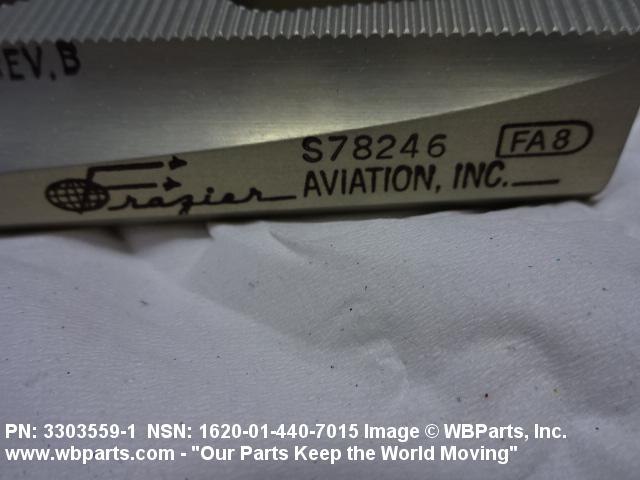 REV, B
S78246 FA8
Frazier AVIATION, INC.
PN: 3303559-1 NSN: 1620-01-440-7015 Image © WBParts, Inc.
www.wbparts.com - "Our Parts Keep the World Moving"